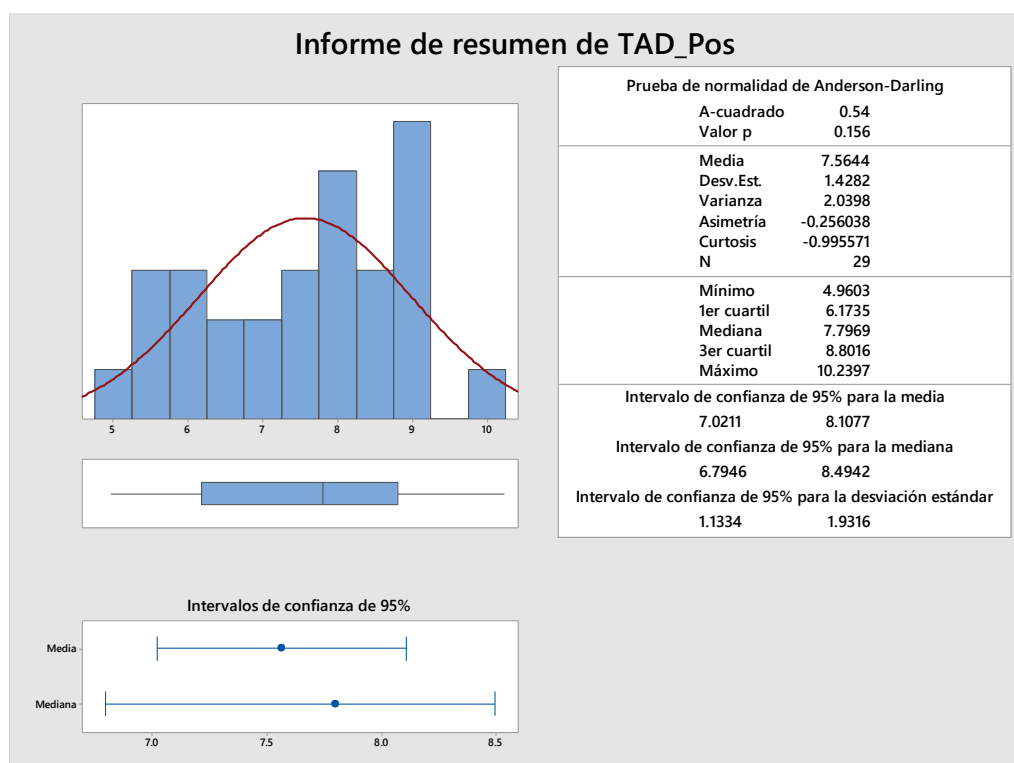 Informe de resumen de TAD_Pos
5 6 7 8 9 10
Intervalos de confianza de 95%
Media
Mediana
7.0 7.5 8.0 8.5
Prueba de normalidad de Anderson-Darling
A-cuadrado 0.54
Valor p 0.156
Media 7.5644
Desv.Est. 1.4282
Varianza 2.0398
Asimetría -0.256038
Curtosis -0.995571
N 29
Mínimo 4.9603
1er cuartil 6.1735
Mediana 7.7969
3er cuartil 8.8016
Máximo 10.2397
Intervalo de confianza de 95% para la media
7.0211 8.1077
Intervalo de confianza de 95% para la mediana
6.7946 8.4942
Intervalo de confianza de 95% para la desviación estándar
1.1334 1.9316